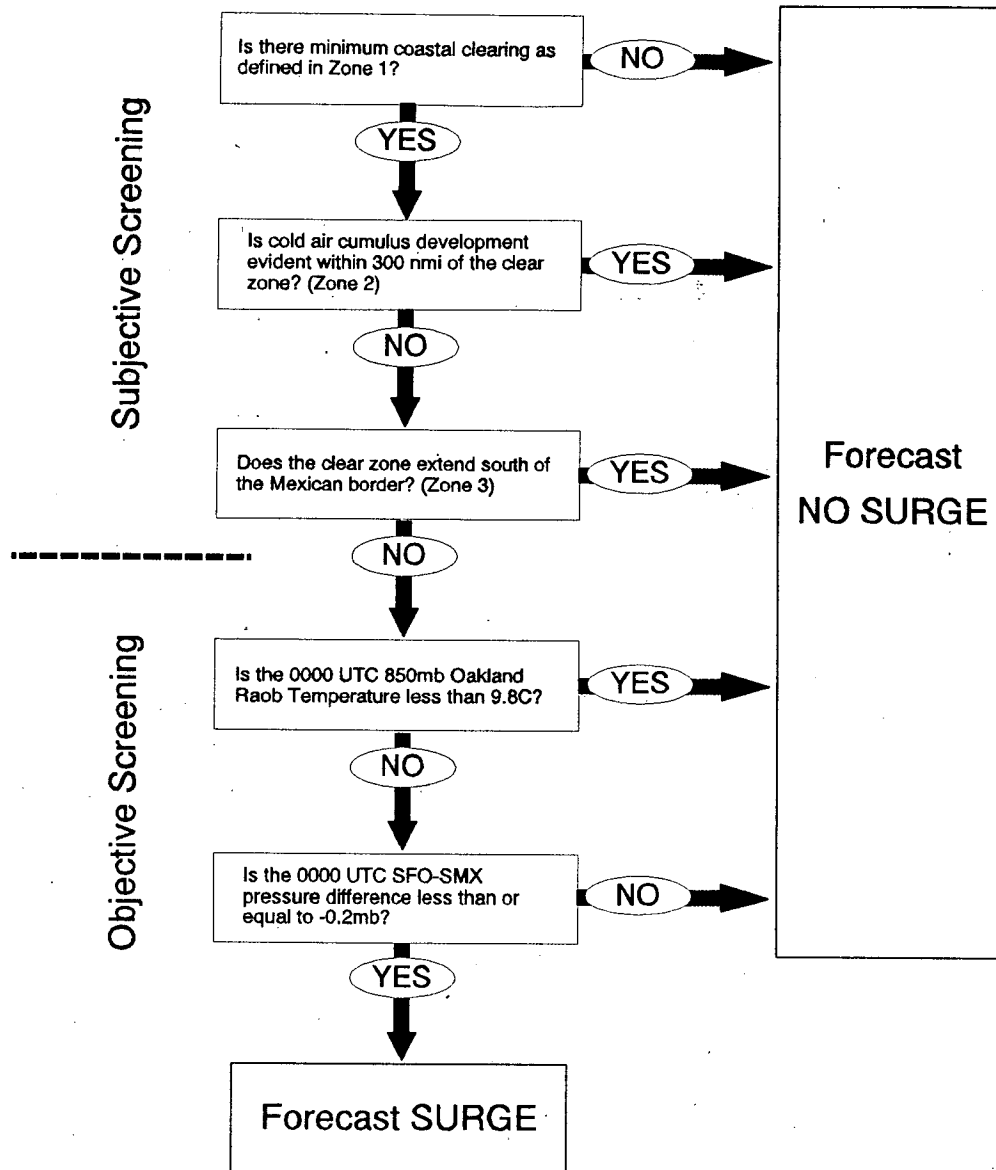 Is there minimum coastal clearing as
defined in Zone 1?
NO
YES
Subjective Screening
Is cold air cumulus development
evident within 300 nmi of the clear
zone? (Zone 2)
YES
NO
Does the clear zone extend south of
the Mexican border? (Zone 3)
YES
NO
Forecast
NO SURGE
Objective Screening
Is the 0000 UTC 850mb Oakland
Raob Temperature less than 9.8C?
YES
NO
Is the 0000 UTC SFO-SMX
pressure difference less than or
equal to -0.2mb?
NO
YES
Forecast SURGE